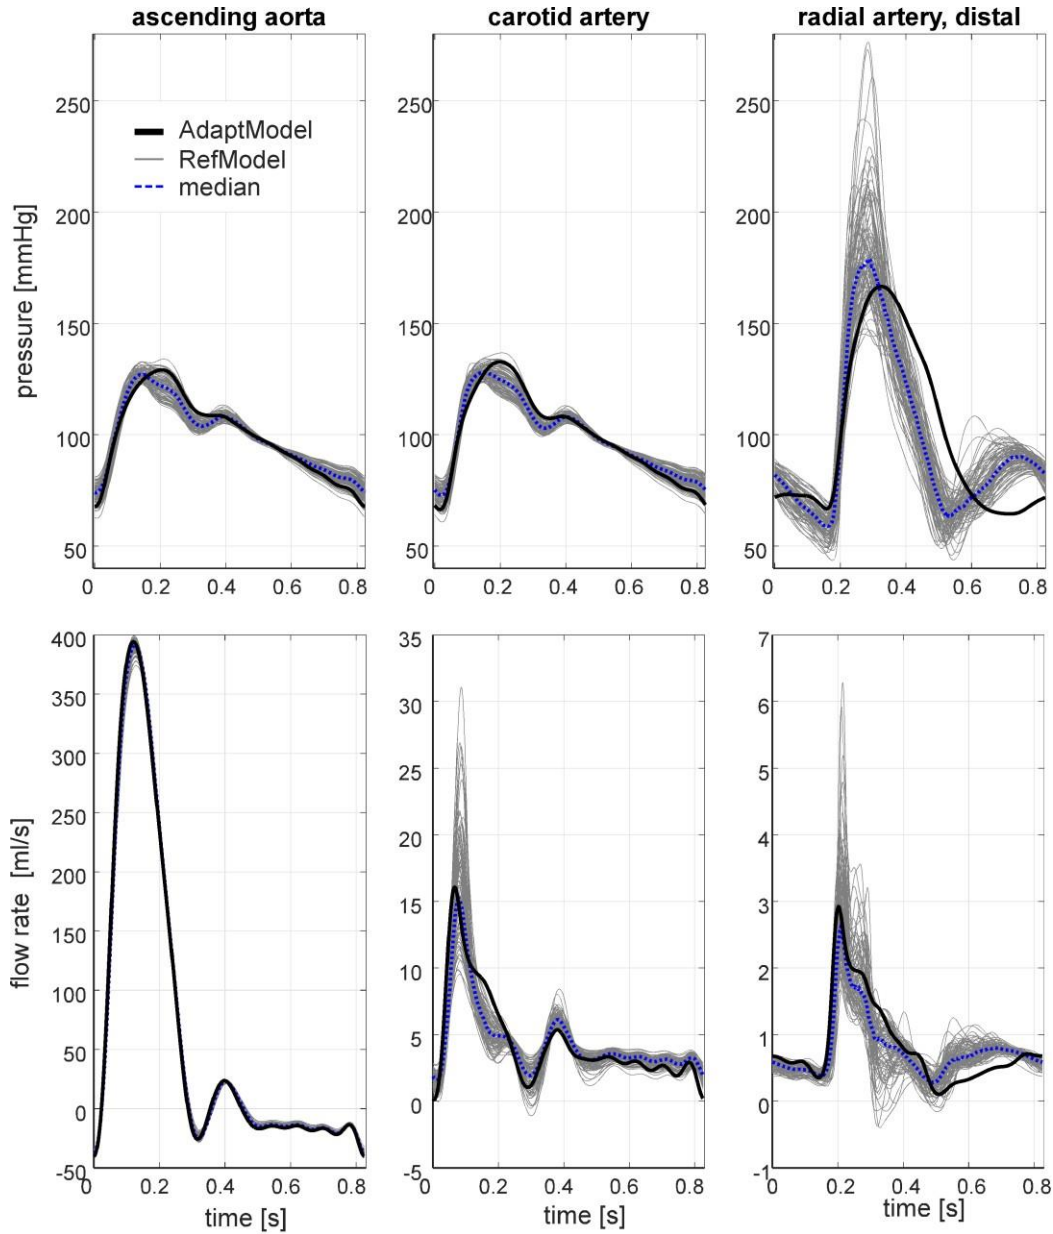 ascending aorta carotid artery radial artery, distal
250 250 250
AdaptModel
RefModel
median
200 200 200
pressure [mmHg]
150 150 150
100 100 100
50 50 50
0 0.2 0.4 0.6 0.8 0 0.2 0.4 0.6 0.8 0 0.2 0.4 0.6 0.8
400 35 7
350 30 6
300 25 5
250
200 20 4
flow rate [ml/s]
150 15 3
100 10 2
50 5 1
0 0 0
-50 -5 -1
0 0.2 0.4 0.6 0.8 0 0.2 0.4 0.6 0.8 0 0.2 0.4 0.6 0.8
time [s] time [s] time [s]